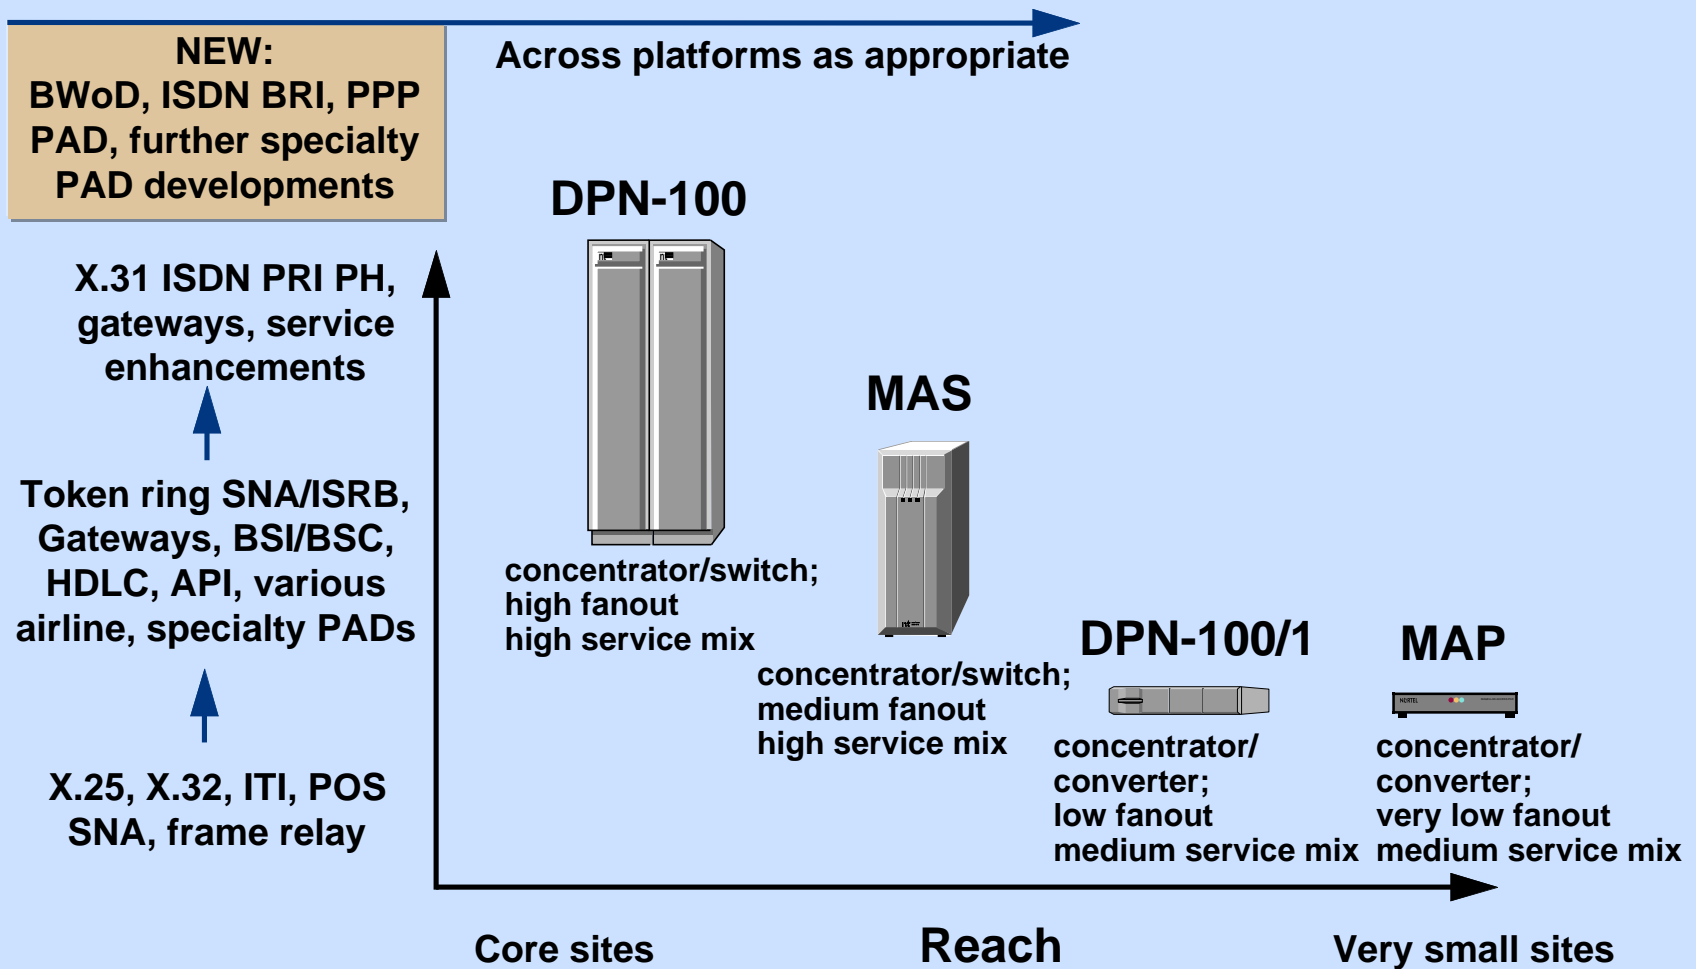 NEW:
BWoD, ISDN BRI, PPP
PAD, further specialty
PAD developments
Across platforms as appropriate
X.31 ISDN PRI PH,
gateways, service
enhancements
Token ring SNA/ISRB,
Gateways, BSI/BSC,
HDLC, API, various
airline, specialty PADs
X.25, X.32, ITI, POS
SNA, frame relay
DPN-100
nt
nt
concentrator/switch;
high fanout
high service mix
MAS
nt
concentrator/switch;
medium fanout
high service mix
DPN-100/1
concentrator/
converter;
low fanout
medium service mix
MAP
NORTEL
concentrator/
converter;
very low fanout
medium service mix
Core sites
Reach
Very small sites